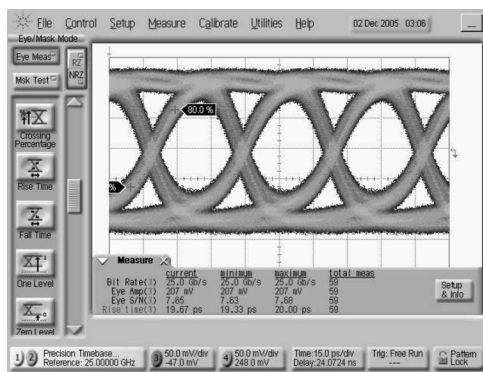 File Control Setup Measure Calibrate Utilities Help 02 Dec 2005 03:06
Eye/Mask Mode
Eye Meas
RZ
NRZ
Msk Test
80.0 %
%
Crossing
Percentage
Rise Time
Fall Time
One Level
Zero Level
Measure
current minimum maximum total meas
Bit Rate(3) 25.0 Gb/s 25.0 Gb/s 25.0 Gb/s 59
Eye Amp(3) 207 mV 207 mV 207 mV 59
Eye S/N(3) 7.65 7.63 7.68 59
Rise time(3) 19.67 ps 19.33 ps 20.00 ps 59
Setup
& Info
1 2 Precision Timebase...
Reference: 25.00000 GHz
3 50.0 mV/div
-47.0 mV
4 50.0 mV/div
248.0 mV
Time:15.0 ps/div
Delay:24.0724 ns
Trig: Free Run
---
Pattern
Lock